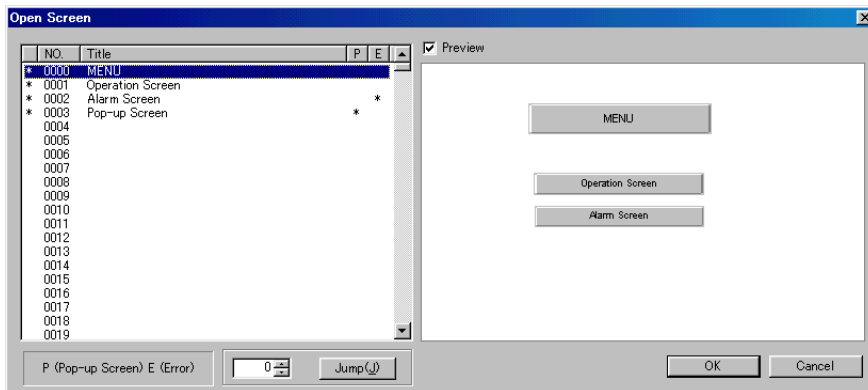 Open Screen
NO. Title P E
* 0000 MENU
* 0001 Operation Screen
* 0002 Alarm Screen *
* 0003 Pop-up Screen *
0004
0005
0006
0007
0008
0009
0010
0011
0012
0013
0014
0015
0016
0017
0018
0019
P (Pop-up Screen) E (Error)
0
Jump(J)
Preview
MENU
Operation Screen
Alarm Screen
OK
Cancel